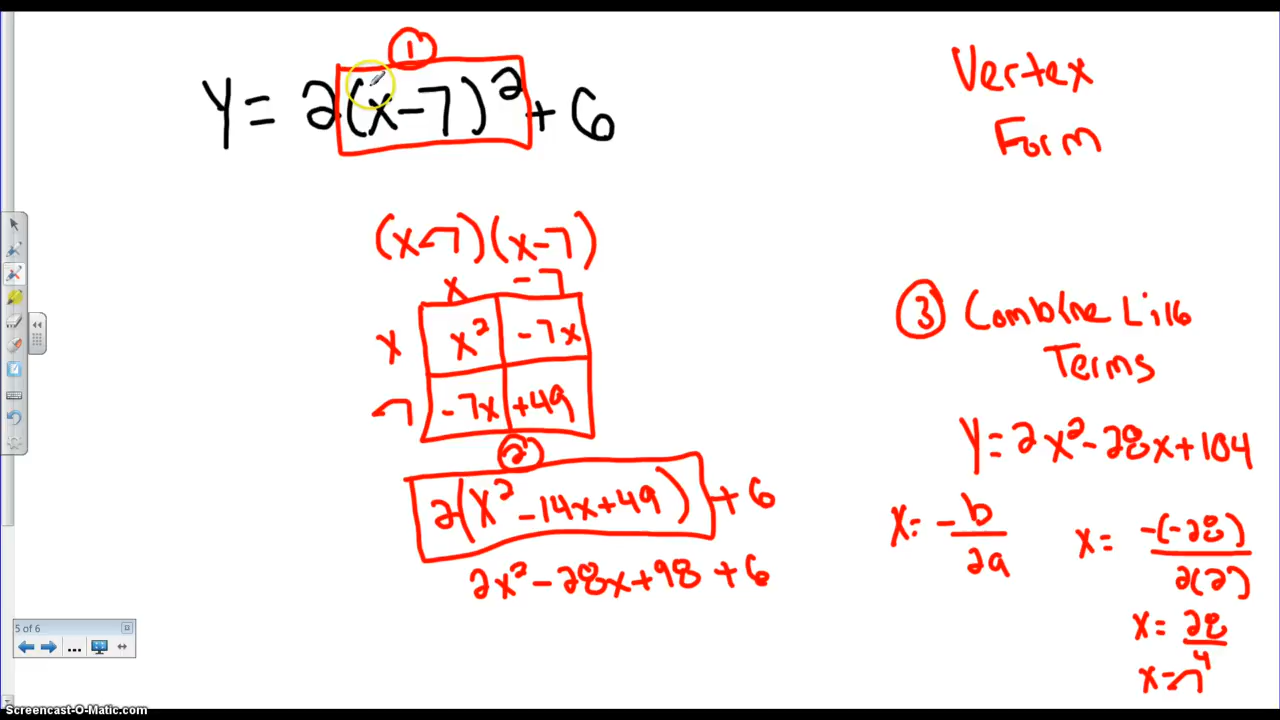 1
Y = 2(x-7)² + 6
Vertex
Form
(x-7)(x-7)
x -7
x x² -7x
-7 -7x +49
2
2(x² -14x+49) + 6
2x² -28x+98 +6
3 Combine Like
Terms
Y=2x²-28x+104
x= -b/2a
x= -(-28)/2(2)
x= 28/4
x=7
5 of 6
...
Screencast-O-Matic.com